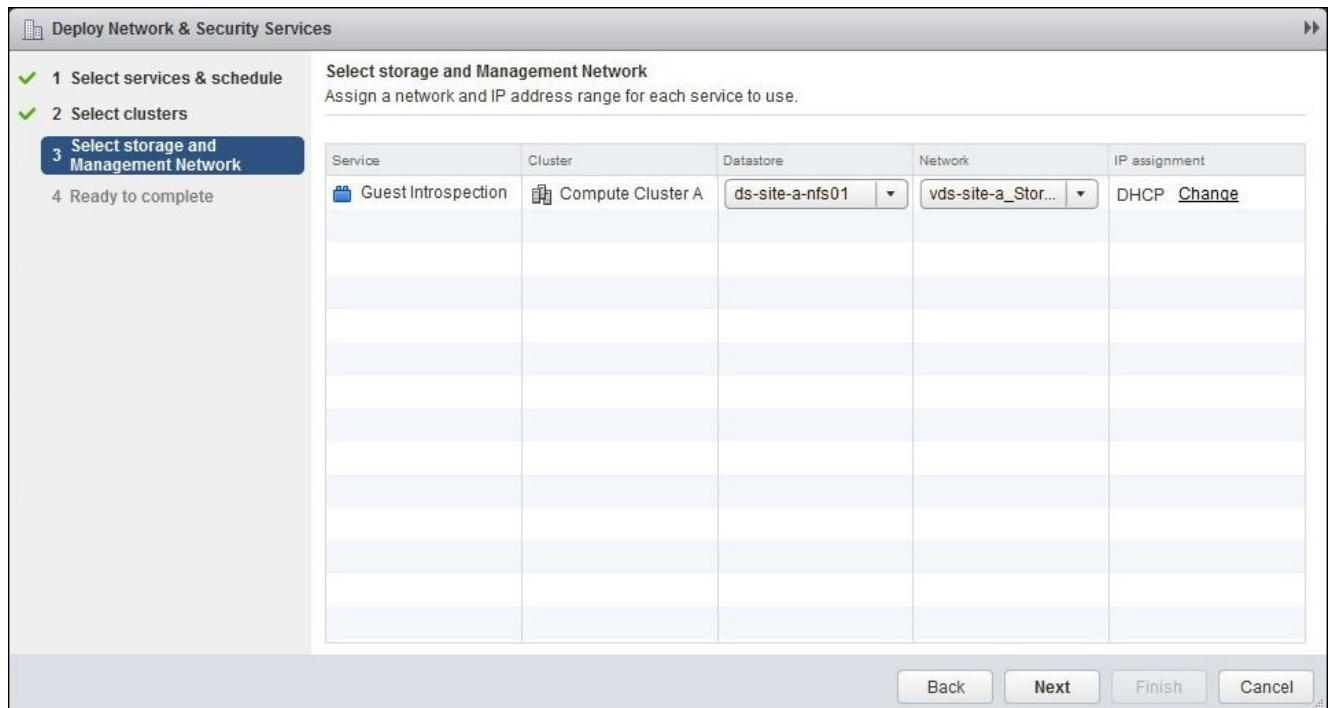 Deploy Network & Security Services
1 Select services & schedule
2 Select clusters
3 Select storage and
Management Network
4 Ready to complete
Select storage and Management Network
Assign a network and IP address range for each service to use.
Service Cluster Datastore Network IP assignment
Guest Introspection Compute Cluster A ds-site-a-nfs01 vds-site-a_Stor... DHCP Change
Back Next Finish Cancel